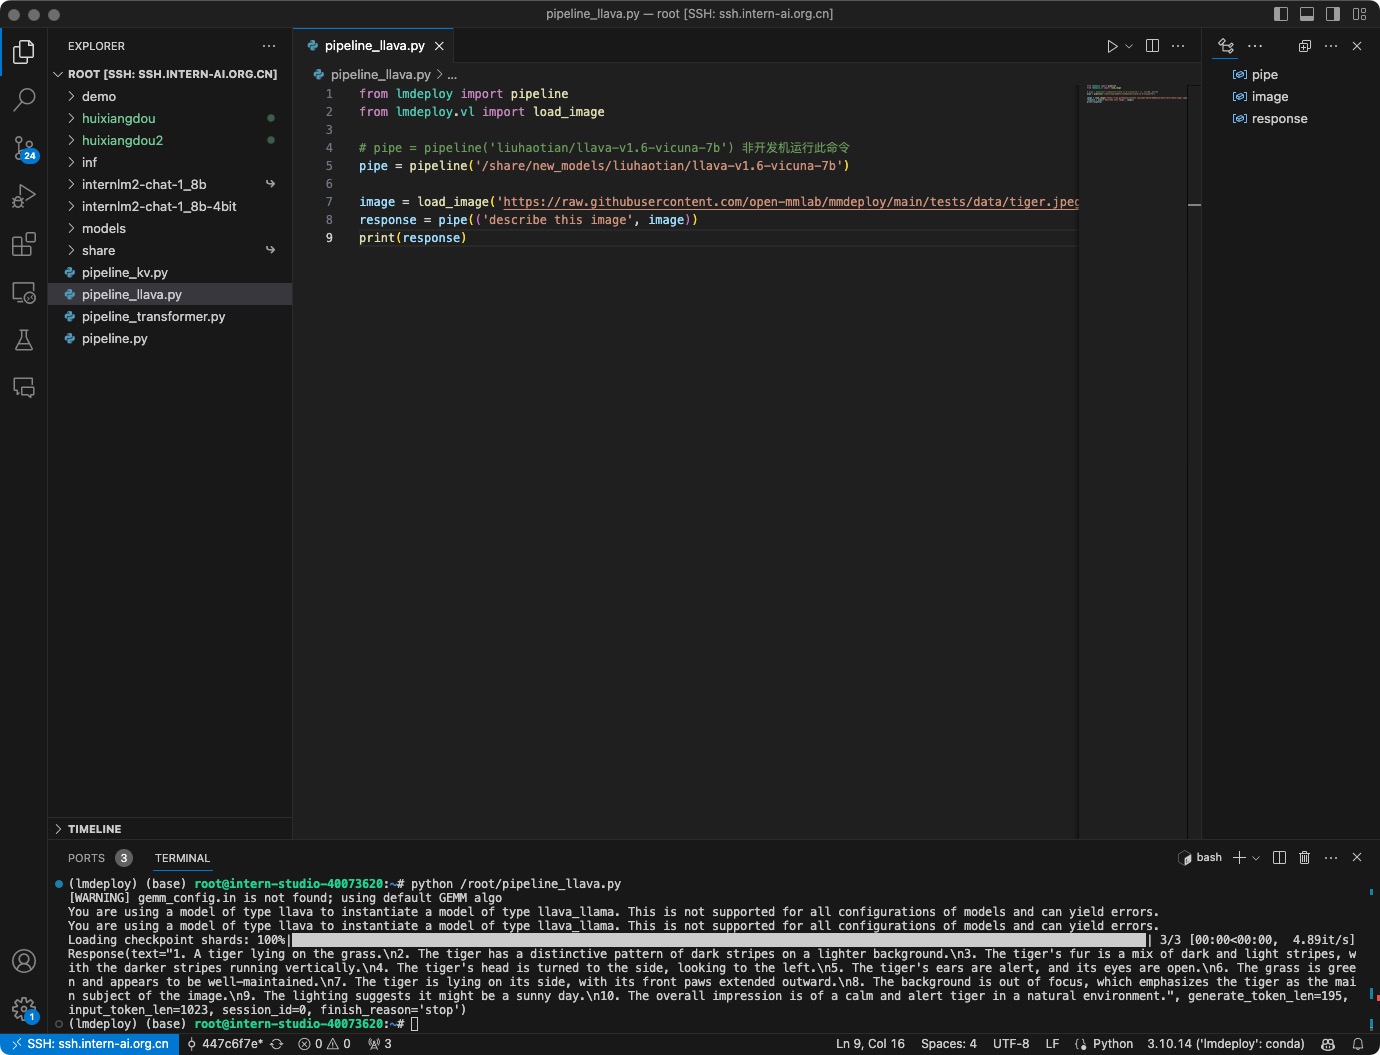 pipeline_llava.py — root [SSH: ssh.intern-ai.org.cn]
EXPLORER
ROOT [SSH: SSH.INTERN-AI.ORG.CN]
demo
huixiangdou
huixiangdou2
inf
internlm2-chat-1_8b
internlm2-chat-1_8b-4bit
models
share
pipeline_kv.py
pipeline_llava.py
pipeline_transformer.py
pipeline.py
TIMELINE
24
1
pipeline_llava.py
pipeline_llava.py > ...
1 from lmdeploy import pipeline
2 from lmdeploy.vl import load_image
3
4 # pipe = pipeline('liuhaotian/llava-v1.6-vicuna-7b') 非开发机运行此命令
5 pipe = pipeline('/share/new_models/liuhaotian/llava-v1.6-vicuna-7b')
6
7 image = load_image('https://raw.githubusercontent.com/open-mmlab/mmdeploy/main/tests/data/tiger.jpeg
8 response = pipe(('describe this image', image))
9 print(response)
pipe
image
response
PORTS 3 TERMINAL
bash
(lmdeploy) (base) root@intern-studio-40073620:~# python /root/pipeline_llava.py
[WARNING] gemm_config.in is not found; using default GEMM algo
You are using a model of type llava to instantiate a model of type llava_llama. This is not supported for all configurations of models and can yield errors.
You are using a model of type llava to instantiate a model of type llava_llama. This is not supported for all configurations of models and can yield errors.
Loading checkpoint shards: 100%| | 3/3 [00:00<00:00, 4.89it/s]
Response(text="1. A tiger lying on the grass.\n2. The tiger has a distinctive pattern of dark stripes on a lighter background.\n3. The tiger's fur is a mix of dark and light stripes, w
ith the darker stripes running vertically.\n4. The tiger's head is turned to the side, looking to the left.\n5. The tiger's ears are alert, and its eyes are open.\n6. The grass is gree
n and appears to be well-maintained.\n7. The tiger is lying on its side, with its front paws extended outward.\n8. The background is out of focus, which emphasizes the tiger as the mai
n subject of the image.\n9. The lighting suggests it might be a sunny day.\n10. The overall impression is of a calm and alert tiger in a natural environment.", generate_token_len=195,
input_token_len=1023, session_id=0, finish_reason='stop')
(lmdeploy) (base) root@intern-studio-40073620:~#
SSH: ssh.intern-ai.org.cn 447c6f7e* 0 0 3 Ln 9, Col 16 Spaces: 4 UTF-8 LF Python 3.10.14 ('lmdeploy': conda)